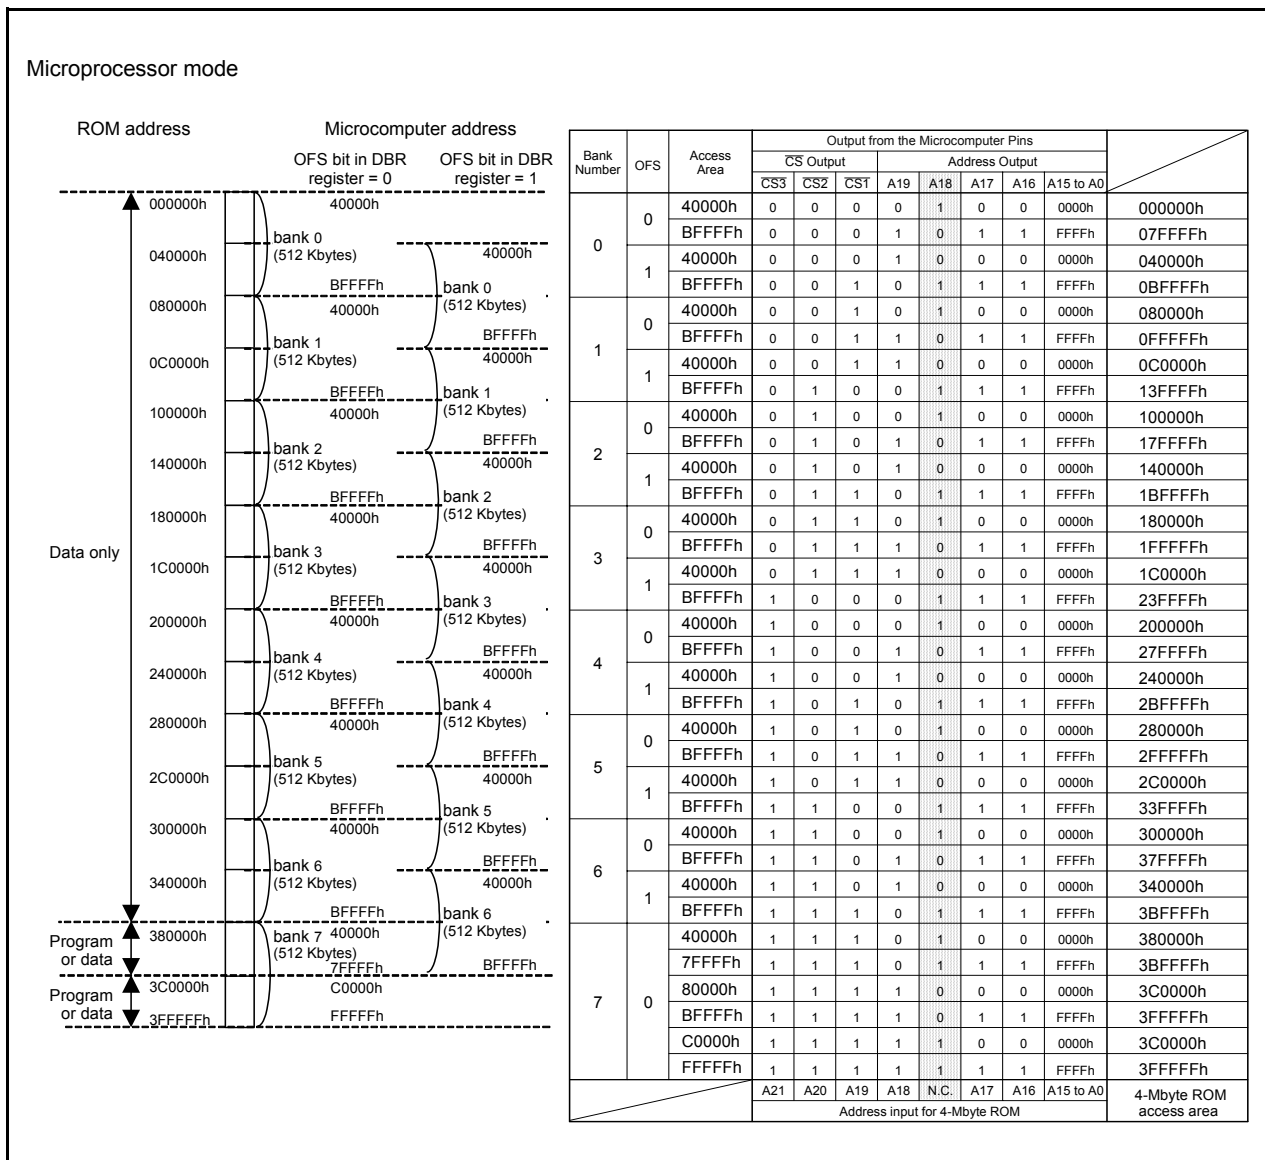 Microprocessor mode
ROM address Microcomputer address
OFS bit in DBR register = 0 OFS bit in DBR register = 1
000000h 40000h
bank 0 (512 Kbytes)
040000h 40000h
BFFFFh bank 0 (512 Kbytes)
080000h 40000h
bank 1 (512 Kbytes) BFFFFh
0C0000h 40000h
BFFFFh bank 1 (512 Kbytes)
100000h 40000h
bank 2 (512 Kbytes) BFFFFh
140000h 40000h
BFFFFh bank 2 (512 Kbytes)
180000h 40000h
Data only bank 3 (512 Kbytes) BFFFFh
1C0000h 40000h
BFFFFh bank 3 (512 Kbytes)
200000h 40000h
bank 4 (512 Kbytes) BFFFFh
240000h 40000h
BFFFFh bank 4 (512 Kbytes)
280000h 40000h
bank 5 (512 Kbytes) BFFFFh
2C0000h 40000h
BFFFFh bank 5 (512 Kbytes)
300000h 40000h
bank 6 (512 Kbytes) BFFFFh
340000h 40000h
BFFFFh bank 6 (512 Kbytes)
Program or data 380000h bank 7 (512 Kbytes) 40000h
7FFFFh BFFFFh
Program or data 3C0000h C0000h
3FFFFFh FFFFFh
Output from the Microcomputer Pins
Bank Number OFS Access Area CS Output Address Output
CS3 CS2 CS1 A19 A18 A17 A16 A15 to A0
0 0 40000h 0 0 0 0 1 0 0 0000h 000000h
BFFFFh 0 0 0 1 0 1 1 FFFFh 07FFFFh
1 40000h 0 0 0 1 0 0 0 0000h 040000h
BFFFFh 0 0 1 0 1 1 1 FFFFh 0BFFFFh
1 0 40000h 0 0 1 0 1 0 0 0000h 080000h
BFFFFh 0 0 1 1 0 1 1 FFFFh 0FFFFFh
1 40000h 0 0 1 1 0 0 0 0000h 0C0000h
BFFFFh 0 1 0 0 1 1 1 FFFFh 13FFFFh
2 0 40000h 0 1 0 0 1 0 0 0000h 100000h
BFFFFh 0 1 0 1 0 1 1 FFFFh 17FFFFh
1 40000h 0 1 0 1 0 0 0 0000h 140000h
BFFFFh 0 1 1 0 1 1 1 FFFFh 1BFFFFh
3 0 40000h 0 1 1 0 1 0 0 0000h 180000h
BFFFFh 0 1 1 1 0 1 1 FFFFh 1FFFFFh
1 40000h 0 1 1 1 0 0 0 0000h 1C0000h
BFFFFh 1 0 0 0 1 1 1 FFFFh 23FFFFh
4 0 40000h 1 0 0 0 1 0 0 0000h 200000h
BFFFFh 1 0 0 1 0 1 1 FFFFh 27FFFFh
1 40000h 1 0 0 1 0 0 0 0000h 240000h
BFFFFh 1 0 1 0 1 1 1 FFFFh 2BFFFFh
5 0 40000h 1 0 1 0 1 0 0 0000h 280000h
BFFFFh 1 0 1 1 0 1 1 FFFFh 2FFFFFh
1 40000h 1 0 1 1 0 0 0 0000h 2C0000h
BFFFFh 1 1 0 0 1 1 1 FFFFh 33FFFFh
6 0 40000h 1 1 0 0 1 0 0 0000h 300000h
BFFFFh 1 1 0 1 0 1 1 FFFFh 37FFFFh
1 40000h 1 1 0 1 0 0 0 0000h 340000h
BFFFFh 1 1 1 0 1 1 1 FFFFh 3BFFFFh
7 0 40000h 1 1 1 0 1 0 0 0000h 380000h
7FFFFh 1 1 1 0 1 1 1 FFFFh 3BFFFFh
80000h 1 1 1 1 0 0 0 0000h 3C0000h
BFFFFh 1 1 1 1 0 1 1 FFFFh 3FFFFFh
C0000h 1 1 1 1 1 0 0 0000h 3C0000h
FFFFFh 1 1 1 1 1 1 1 FFFFh 3FFFFFh
A21 A20 A19 A18 N.C. A17 A16 A15 to A0 4-Mbyte ROM access area
Address input for 4-Mbyte ROM